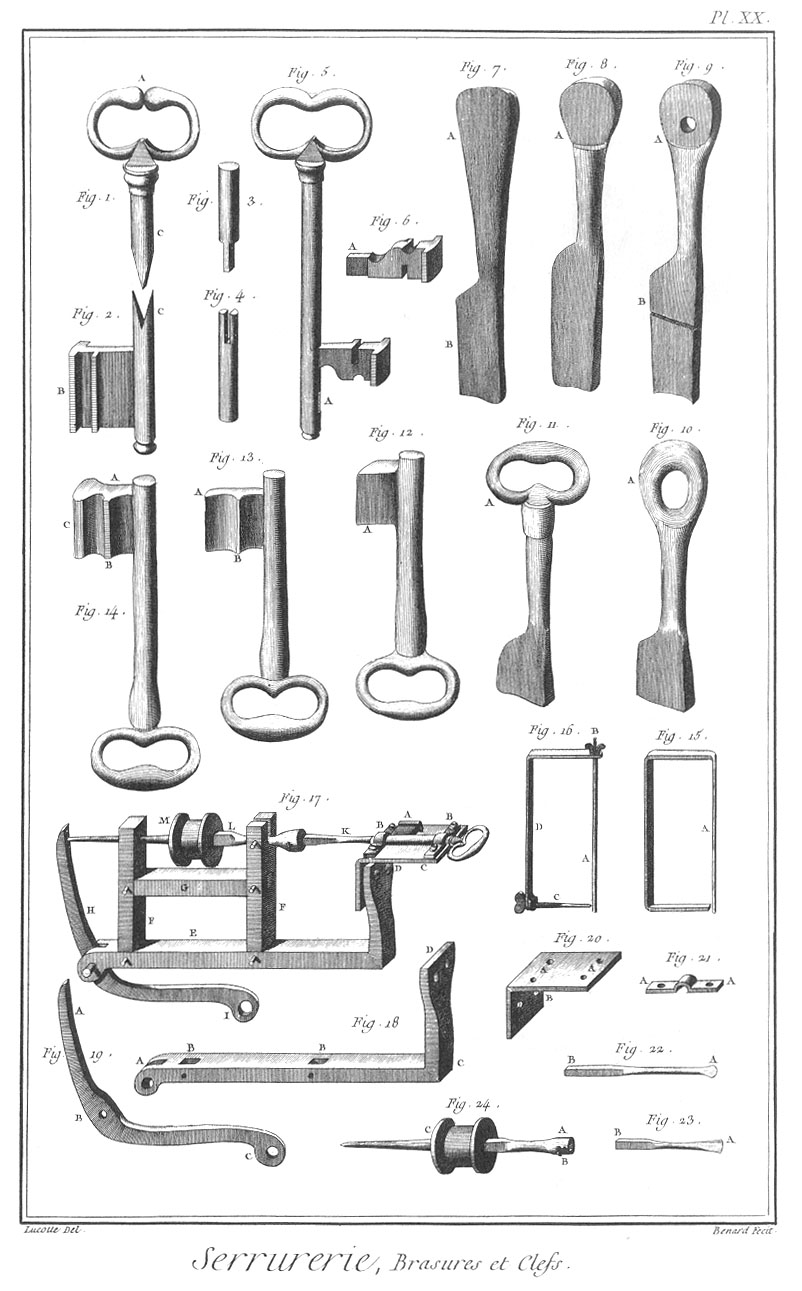 Pl. XX.
Fig. 5. Fig. 7. Fig. 8. Fig. 9.
A
A A A
Fig. 1. Fig. 3.
C
Fig. 6.
A
Fig. 2. C Fig. 4.
B B
B
A
Fig. 11. Fig. 10.
Fig. 13. Fig. 12.
A A A A
C B B A
Fig. 14.
Fig. 16. B Fig. 15.
D A C A
Fig. 17.
M L K B A B
D C
A G A
H F F
E
A A
I
Fig. 20.
A A
B
Fig. 21.
A A
D
Fig. 18.
A B B
C
Fig. 19.
A
B
C
Fig. 22.
B A
Fig. 24.
C A
B
Fig. 23.
B A
Lucotte Del. Benard Fecit.
Serrurerie, Brasures et Clefs.